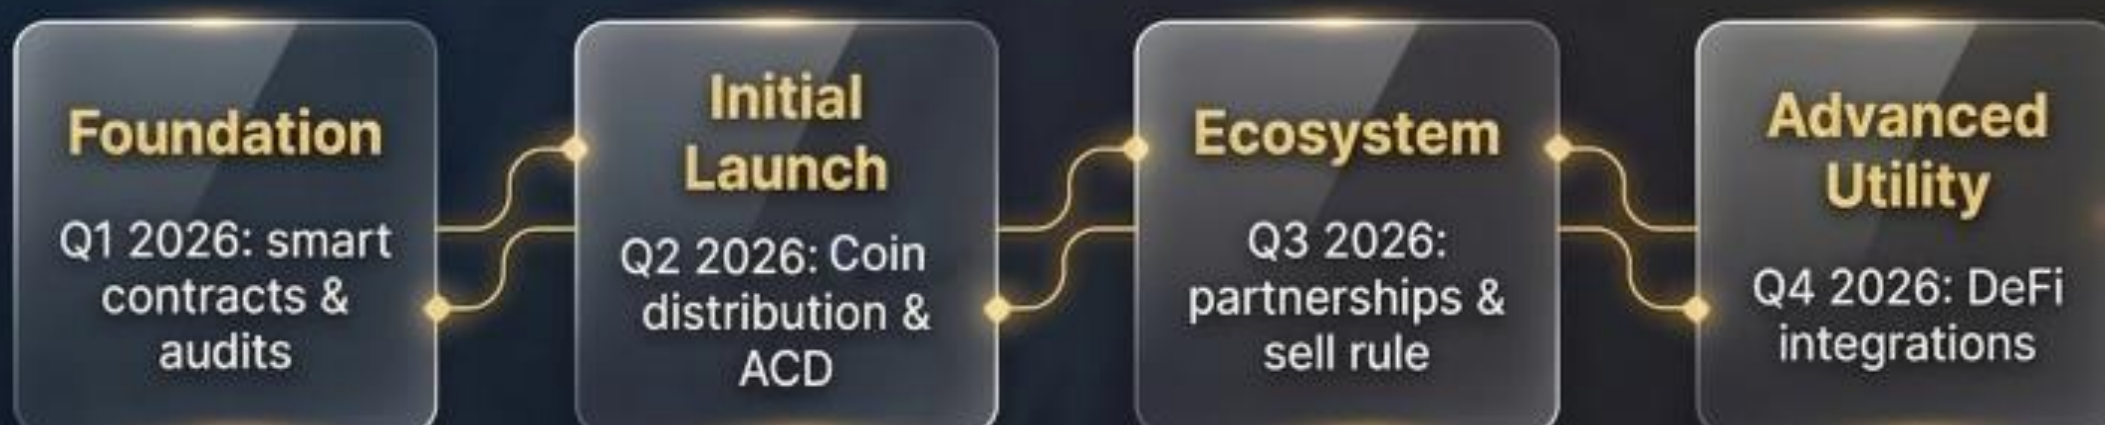 Foundation
Q1 2026: smart
contracts &
audits
Initial
Launch
Q2 2026: Coin
distribution &
ACD
Ecosystem
Q3 2026:
partnerships &
sell rule
Advanced
Utility
Q4 2026: DeFi
integrations